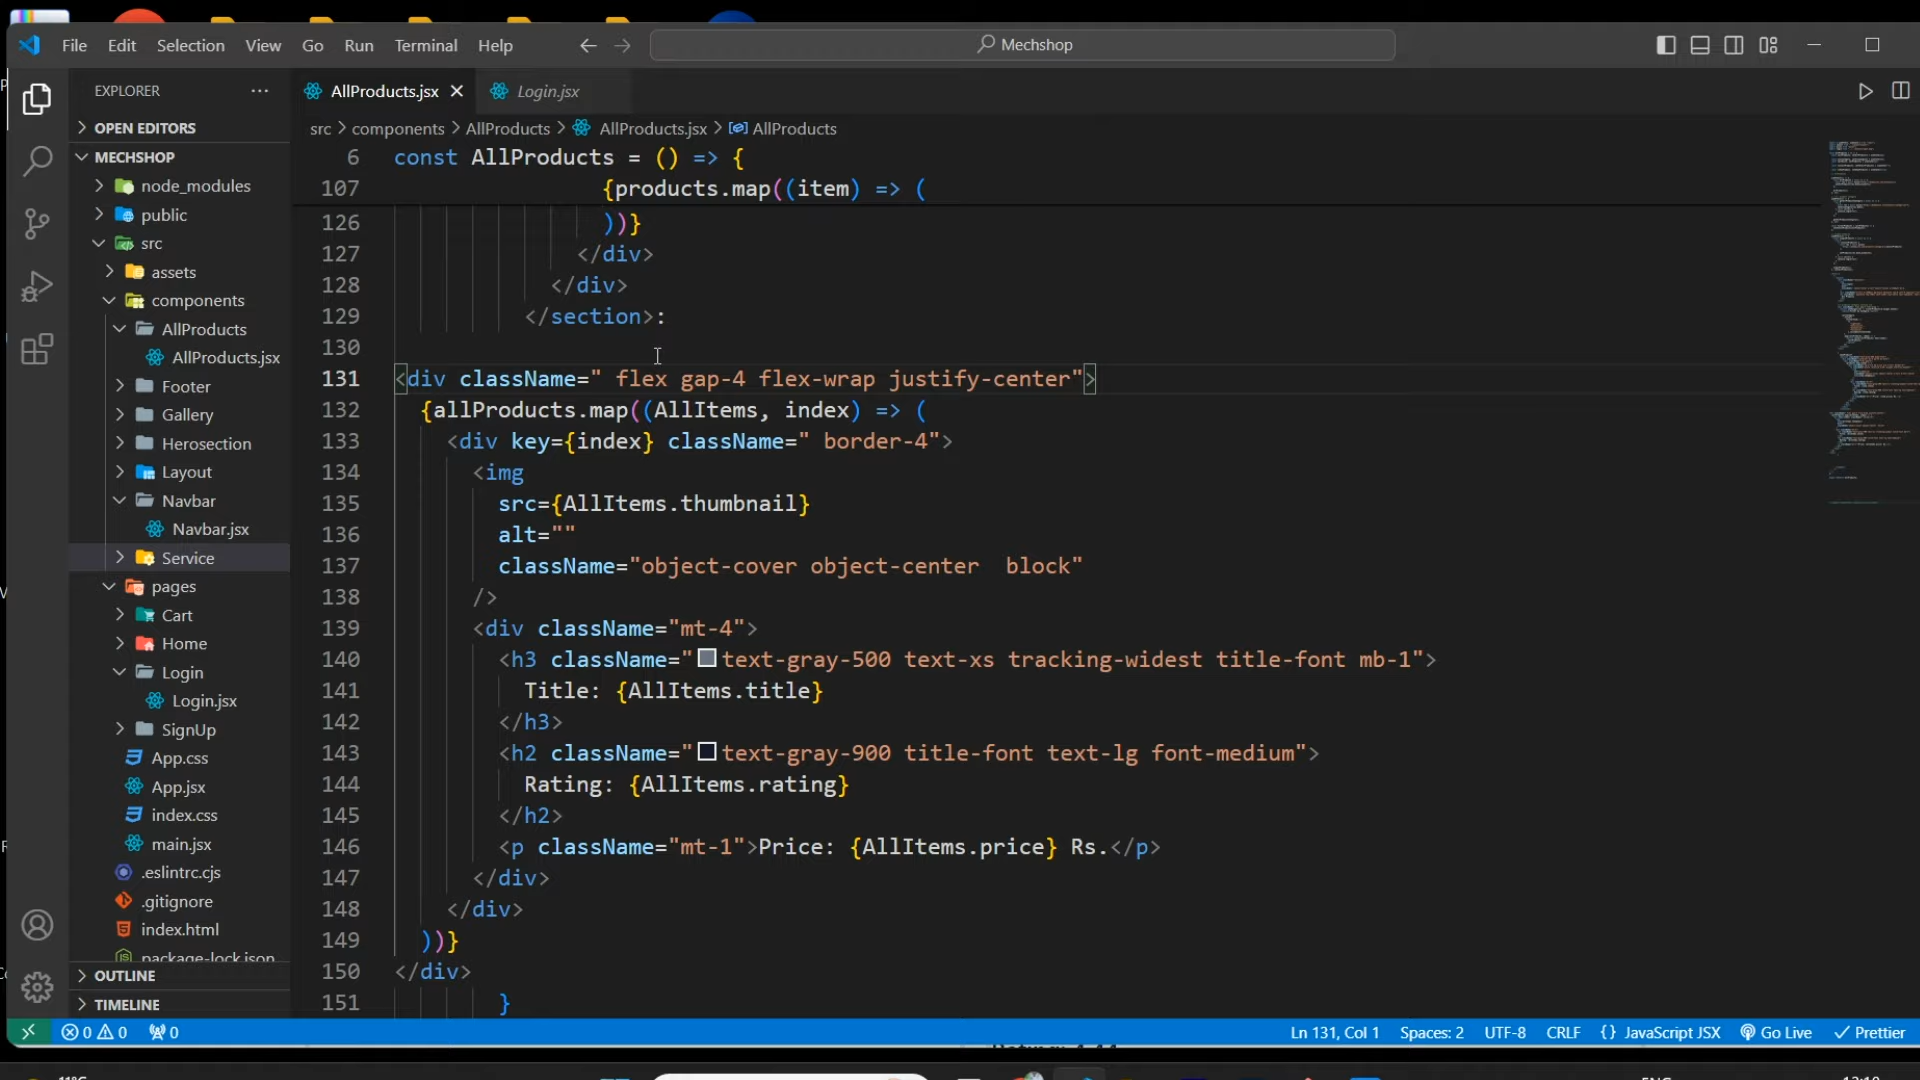 File Edit Selection View Go Run Terminal Help
Mechshop
EXPLORER
AllProducts.jsx
Login.jsx
OPEN EDITORS
src > components > AllProducts > AllProducts.jsx > AllProducts
MECHSHOP
node_modules
public
src
assets
components
AllProducts
AllProducts.jsx
Footer
Gallery
Herosection
Layout
Navbar
Navbar.jsx
Service
pages
Cart
Home
Login
Login.jsx
SignUp
App.css
App.jsx
index.css
main.jsx
.eslintrc.cjs
.gitignore
index.html
package-lock.json
OUTLINE
TIMELINE
6 const AllProducts = () => {
107 {products.map((item) => (
126 ))}
127 </div>
128 </div>
129 </section>:
130
131 <div className=" flex gap-4 flex-wrap justify-center">
132 {allProducts.map((AllItems, index) => (
133 <div key={index} className=" border-4">
134 <img
135 src={AllItems.thumbnail}
136 alt=""
137 className="object-cover object-center  block"
138 />
139 <div className="mt-4">
140 <h3 className="text-gray-500 text-xs tracking-widest title-font mb-1">
141 Title: {AllItems.title}
142 </h3>
143 <h2 className="text-gray-900 title-font text-lg font-medium">
144 Rating: {AllItems.rating}
145 </h2>
146 <p className="mt-1">Price: {AllItems.price} Rs.</p>
147 </div>
148 </div>
149 ))}
150 </div>
151 }
0 0 0 Ln 131, Col 1 Spaces: 2 UTF-8 CRLF {} JavaScript JSX Go Live Prettier